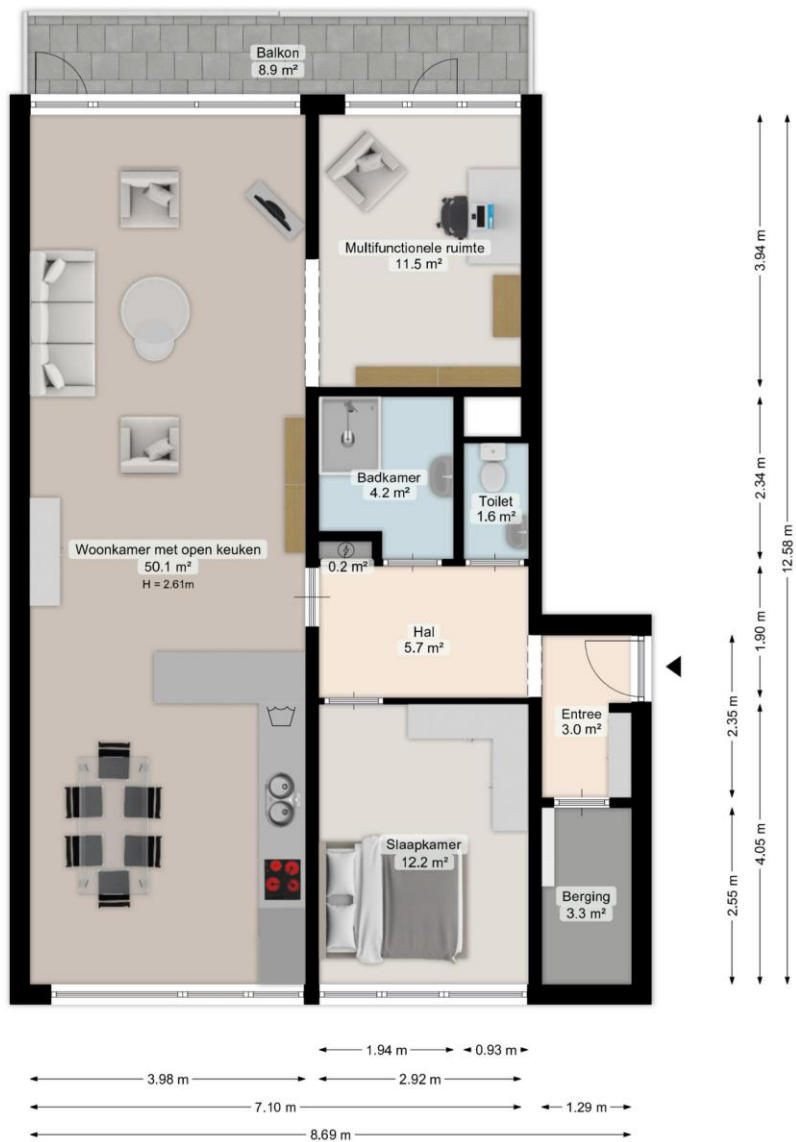 Balkon
8.9 m²
Multifunctionele ruimte
11.5 m²
3.94 m
Badkamer
4.2 m²
Toilet
1.6 m²
2.34 m
12.58 m
Woonkamer met open keuken
50.1 m²
H = 2.61m
0.2 m²
Hal
5.7 m²
1.90 m
Entree
3.0 m²
2.35 m
Slaapkamer
12.2 m²
4.05 m
Berging
3.3 m²
2.55 m
1.94 m
0.93 m
3.98 m
2.92 m
7.10 m
1.29 m
8.69 m